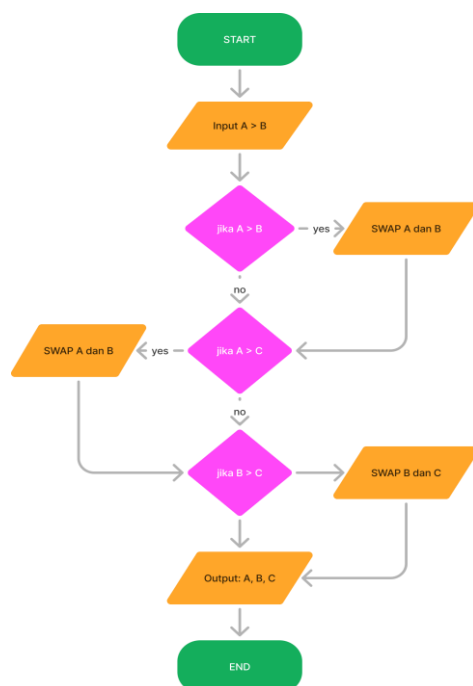 START
Input A > B
jika A > B
yes
SWAP A dan B
no
SWAP A dan B
yes
jika A > C
no
jika B > C
SWAP B dan C
Output: A, B, C
END